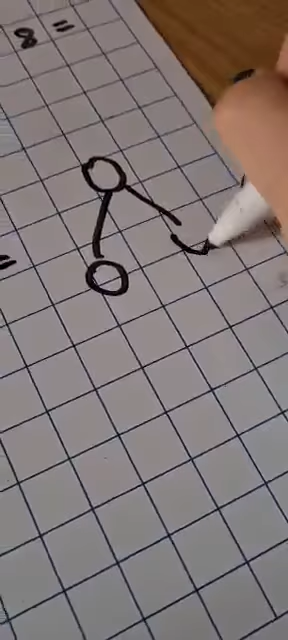 8 =
=